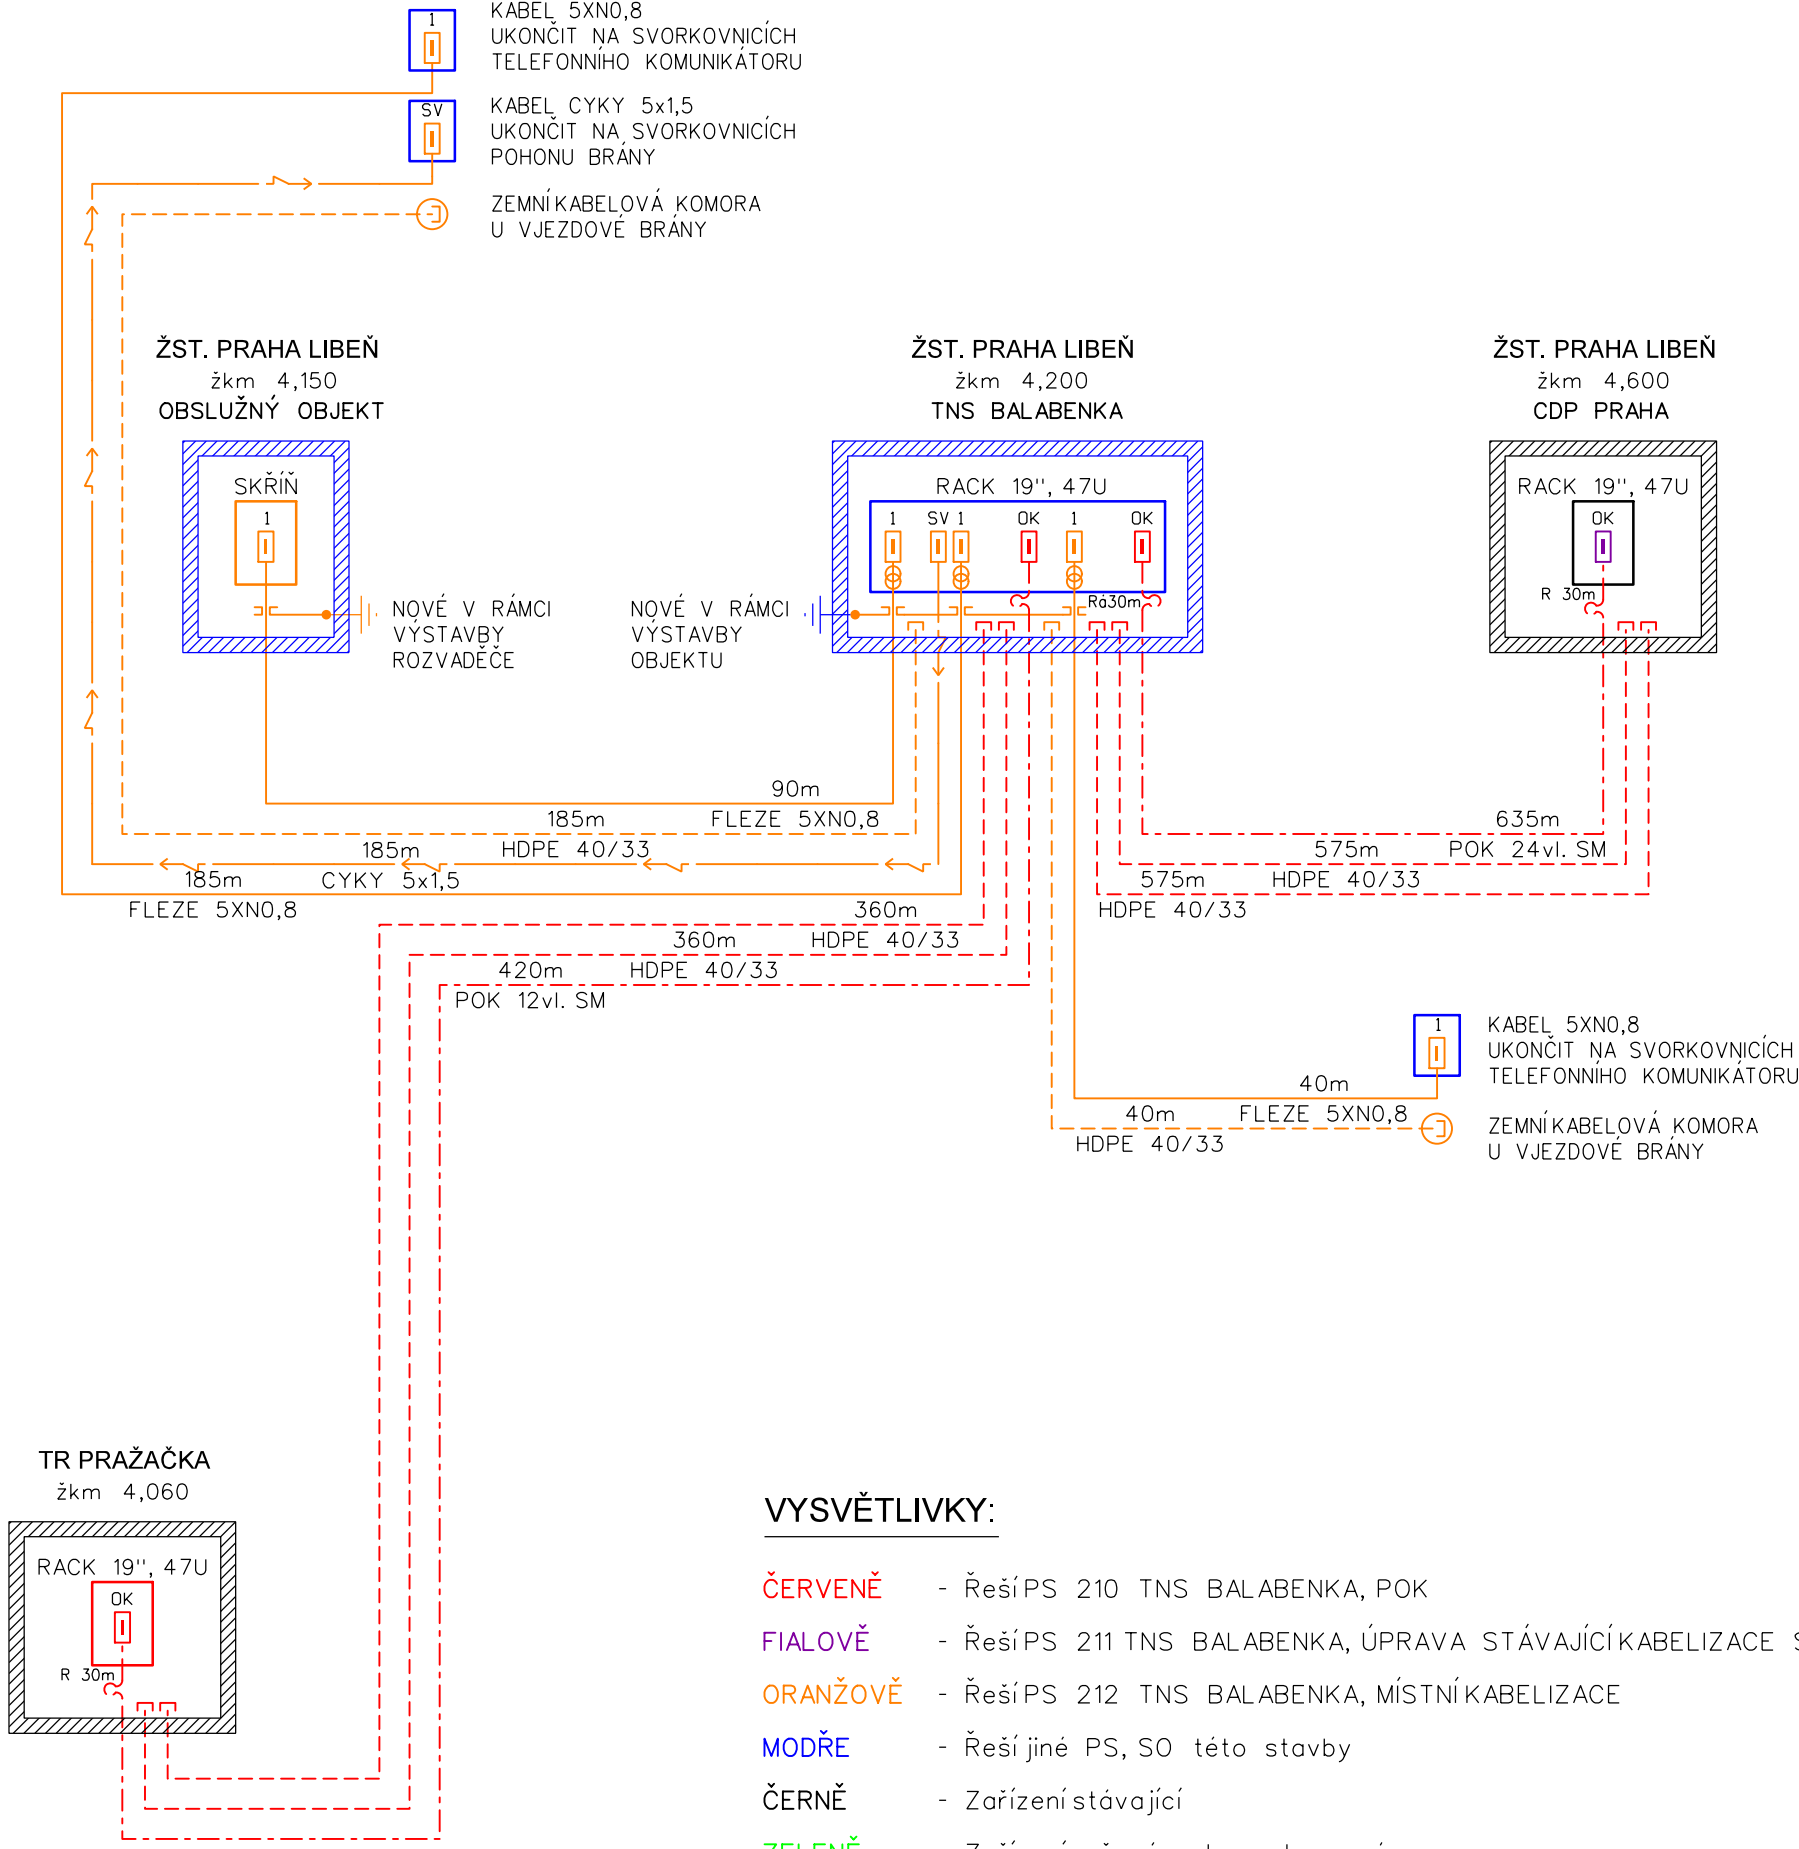 1
KABEL 5XN0,8
UKONČIT NA SVORKOVNICÍCH
TELEFONNÍHO KOMUNIKÁTORU
SV
KABEL CYKY 5x1,5
UKONČIT NA SVORKOVNICÍCH
POHONU BRÁNY
ZEMNÍ KABELOVÁ KOMORA
U VJEZDOVÉ BRÁNY
ŽST. PRAHA LIBEŇ
žkm 4,150
OBSLUŽNÝ OBJEKT
SKŘÍŇ
1
NOVÉ V RÁMCI
VÝSTAVBY
ROZVADĚČE
ŽST. PRAHA LIBEŇ
žkm 4,200
TNS BALABENKA
RACK 19'', 47U
1 SV 1 OK 1 OK
Rá30m
NOVÉ V RÁMCI
VÝSTAVBY
OBJEKTU
ŽST. PRAHA LIBEŇ
žkm 4,600
CDP PRAHA
RACK 19'', 47U
OK
R 30m
90m
FLEZE 5XN0,8
185m
HDPE 40/33
185m
CYKY 5x1,5
185m
FLEZE 5XN0,8
635m
POK 24vl. SM
575m
HDPE 40/33
575m
HDPE 40/33
360m
HDPE 40/33
360m
HDPE 40/33
420m
POK 12vl. SM
1
KABEL 5XN0,8
UKONČIT NA SVORKOVNICÍCH
TELEFONNÍHO KOMUNIKÁTORU
40m
FLEZE 5XN0,8
40m
HDPE 40/33
ZEMNÍ KABELOVÁ KOMORA
U VJEZDOVÉ BRÁNY
TR PRAŽAČKA
žkm 4,060
RACK 19'', 47U
OK
R 30m
VYSVĚTLIVKY:
ČERVENĚ - Řeší PS 210 TNS BALABENKA, POK
FIALOVĚ - Řeší PS 211 TNS BALABENKA, ÚPRAVA STÁVAJÍCÍ KABELIZACE
ORANŽOVĚ - Řeší PS 212 TNS BALABENKA, MÍSTNÍ KABELIZACE
MODŘE - Řeší jiné PS, SO této stavby
ČERNĚ - Zařízení stávající
ZELENĚ